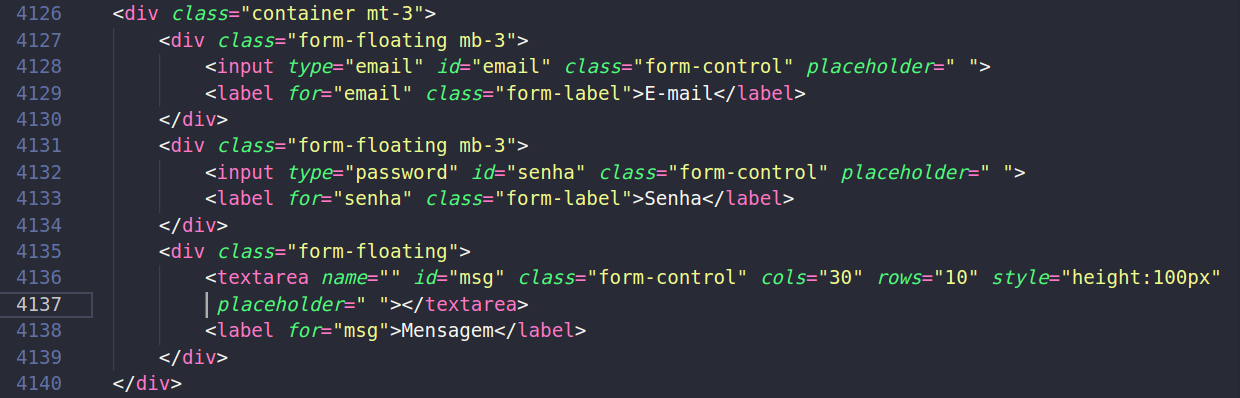 4126 <div class="container mt-3">
4127 <div class="form-floating mb-3">
4128 <input type="email" id="email" class="form-control" placeholder=" ">
4129 <label for="email" class="form-label">E-mail</label>
4130 </div>
4131 <div class="form-floating mb-3">
4132 <input type="password" id="senha" class="form-control" placeholder=" ">
4133 <label for="senha" class="form-label">Senha</label>
4134 </div>
4135 <div class="form-floating">
4136 <textarea name="" id="msg" class="form-control" cols="30" rows="10" style="height:100px"
4137 placeholder=" "></textarea>
4138 <label for="msg">Mensagem</label>
4139 </div>
4140 </div>